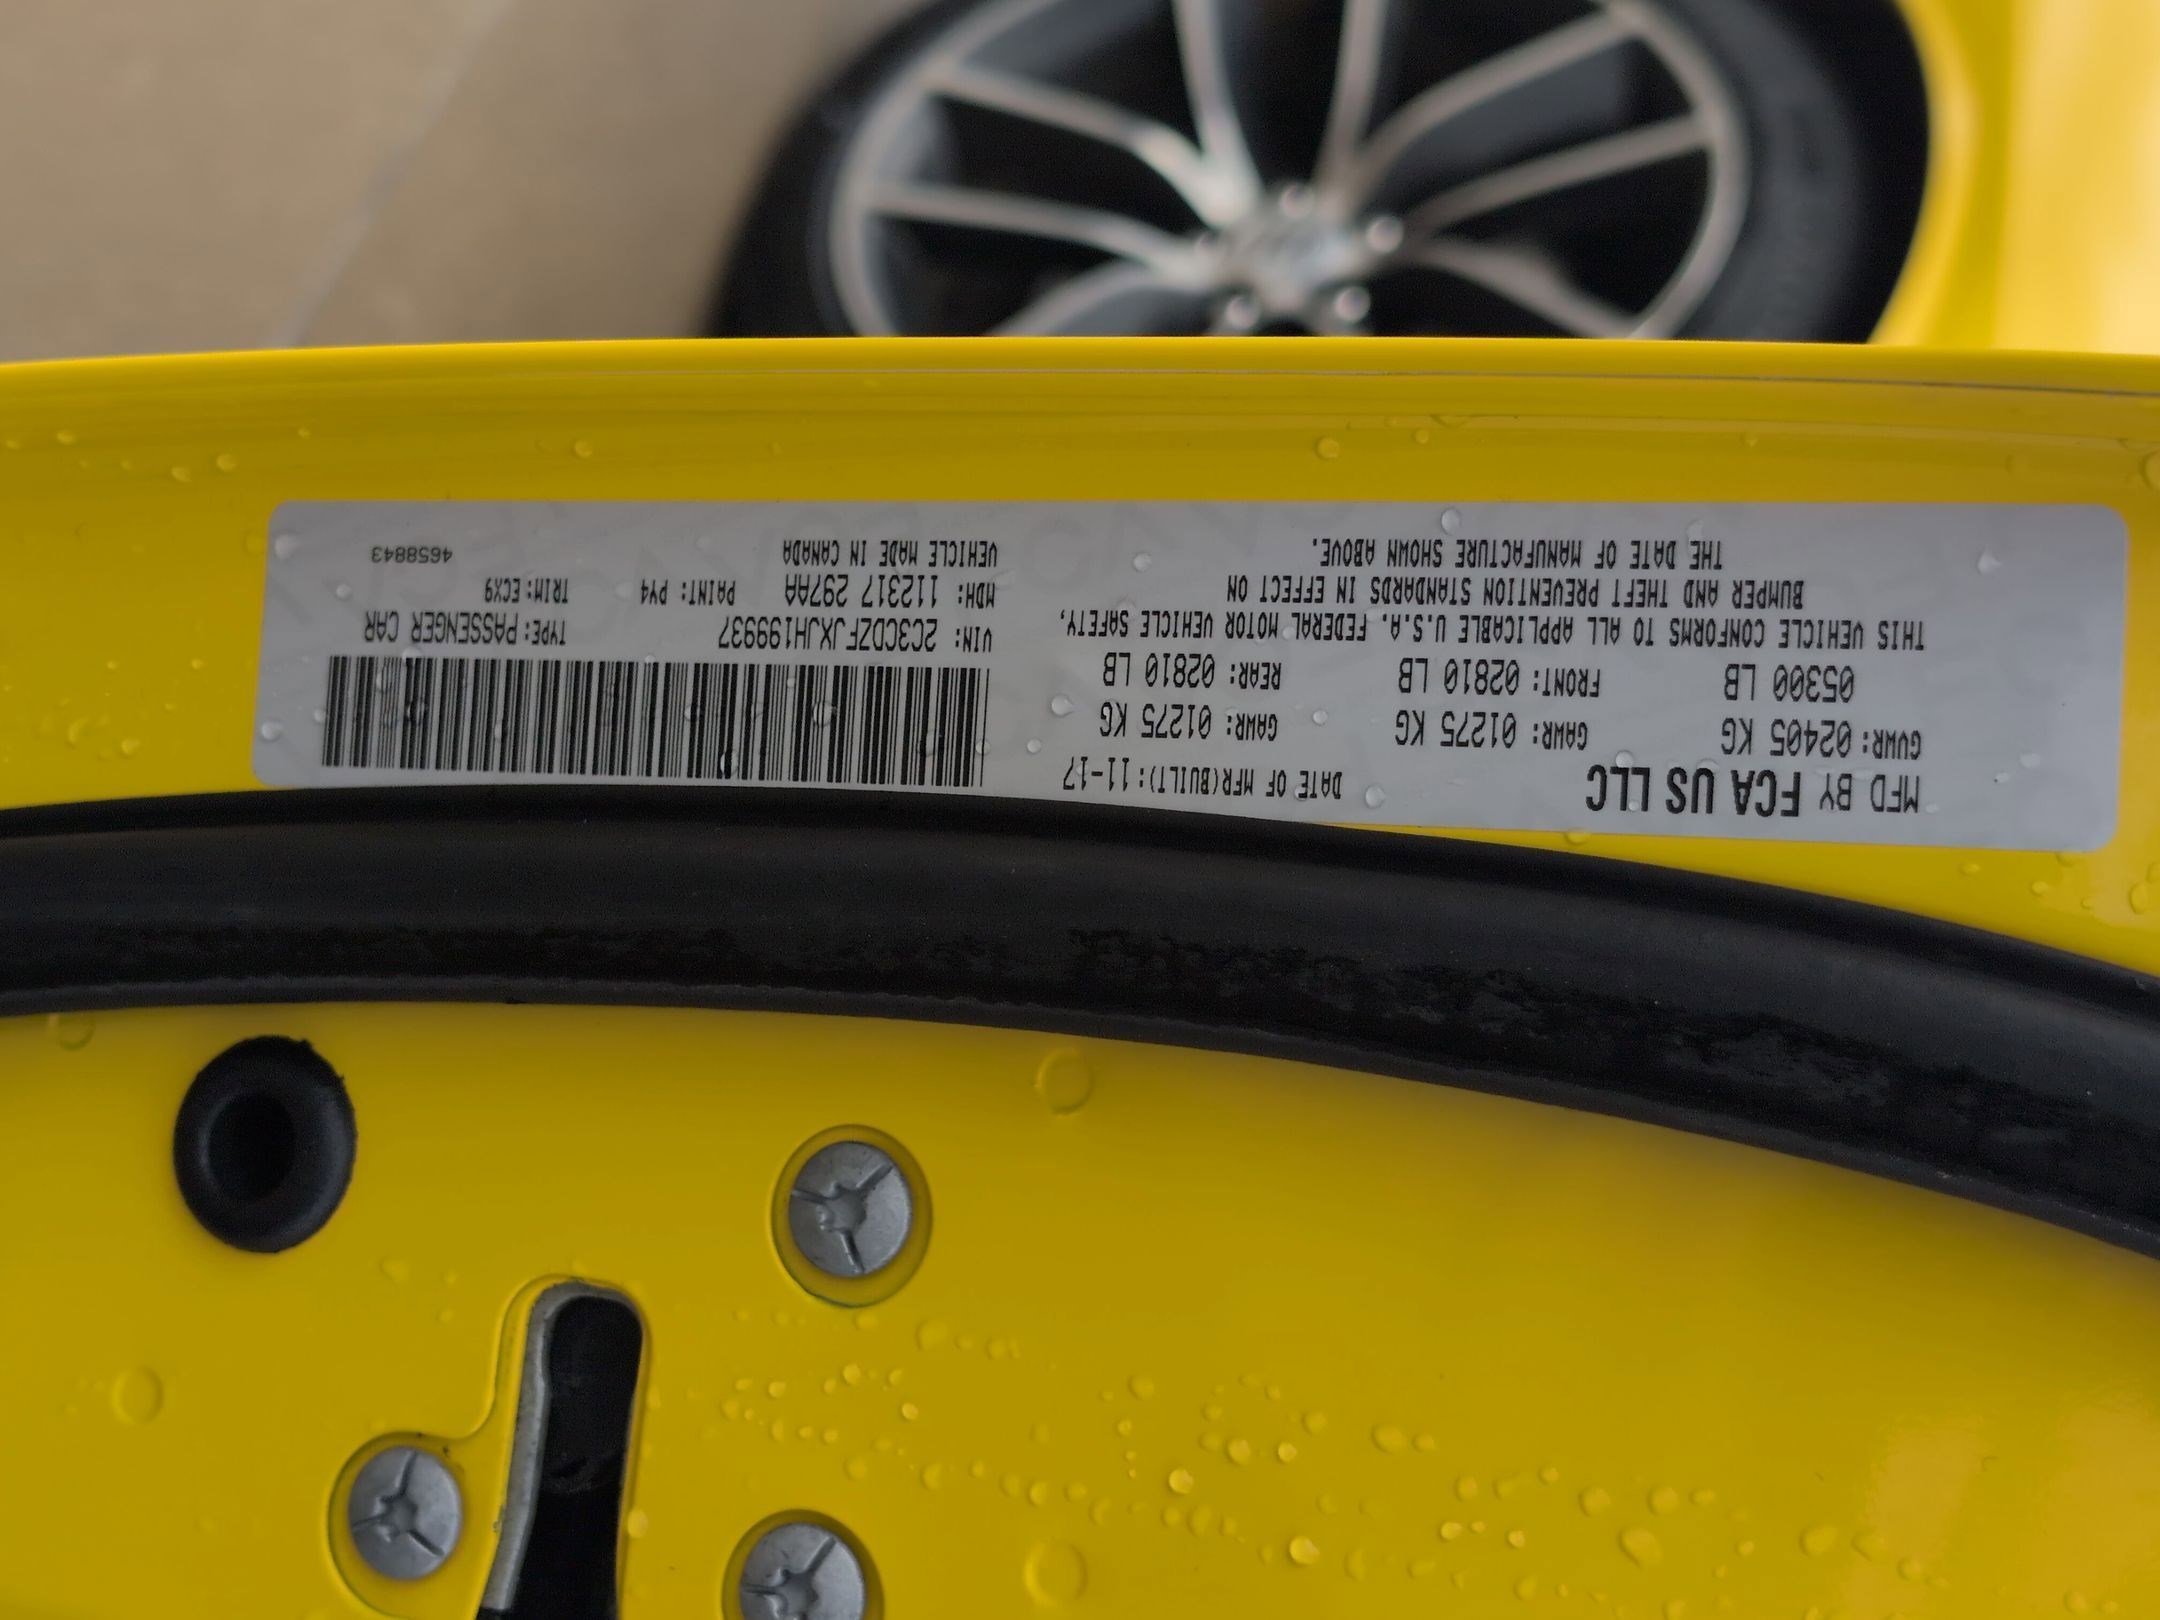 MFD BY FCA US LLC
DATE OF MFR(BUILT): 11-17
GVWR: 02405 KG
GAWR: 01275 KG
GAWR: 01275 KG
05300 LB
FRONT: 02810 LB
REAR: 02810 LB
THIS VEHICLE CONFORMS TO ALL APPLICABLE U.S.A. FEDERAL MOTOR VEHICLE SAFETY,
BUMPER AND THEFT PREVENTION STANDARDS IN EFFECT ON
THE DATE OF MANUFACTURE SHOWN ABOVE.
VIN: 2C3CDZFJXJH199937
TYPE: PASSENGER CAR
MDH: 112317 297AA
PAINT: PY4
TRIM: ECX9
VEHICLE MADE IN CANADA
4658843